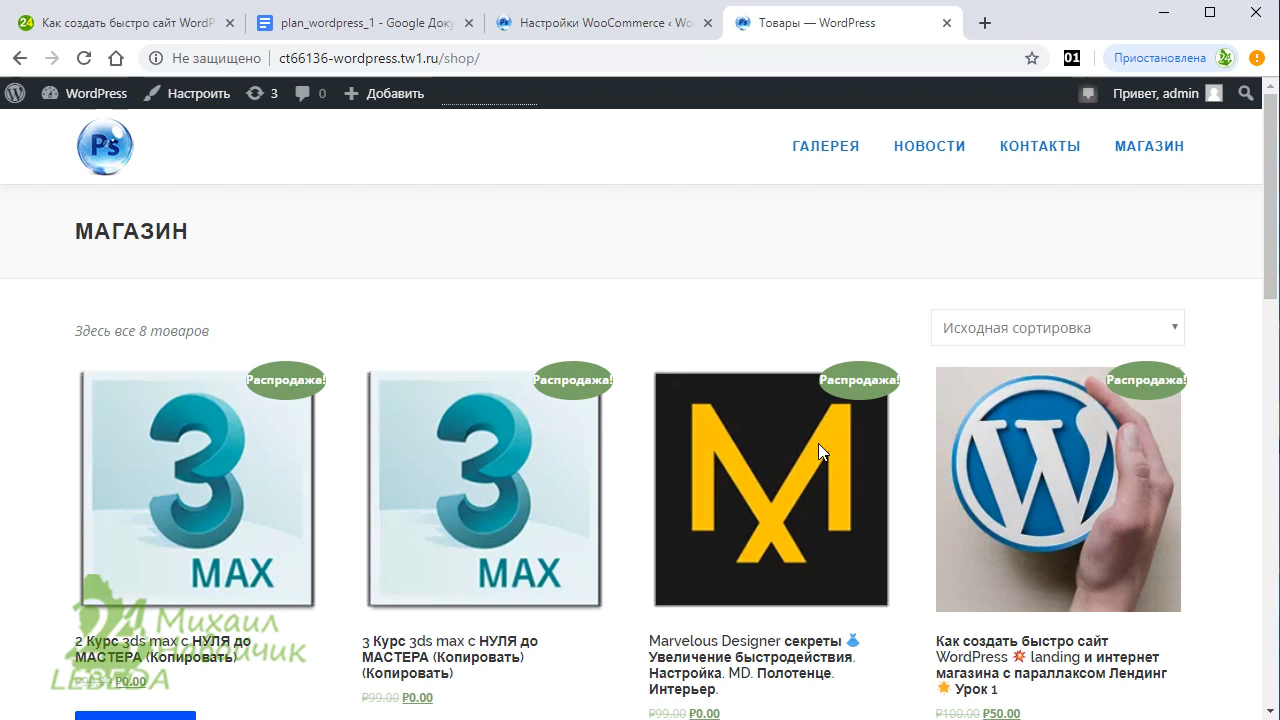 Как создать быстро сайт WordP
plan_wordpress_1 - Google Доку
Настройки WooCommerce ‹ Wo
Товары — WordPress
Не защищено
ct66136-wordpress.tw1.ru/shop/
01
Приостановлена
WordPress
Настроить
3
0
Добавить
Привет, admin
Ps
ГАЛЕРЕЯ
НОВОСТИ
КОНТАКТЫ
МАГАЗИН
МАГАЗИН
Здесь все 8 товаров
Исходная сортировка
Распродажа!
Распродажа!
Распродажа!
Распродажа!
3
MAX
3
MAX
M
W
24 Михаил
LEBEDA
2 Курс 3ds max с НУЛЯ до
МАСТЕРА (Копировать)
₽0.00
3 Курс 3ds max с НУЛЯ до
МАСТЕРА (Копировать)
(Копировать)
₽99.00 ₽0.00
Marvelous Designer секреты 👗
Увеличение быстродействия.
Настройка. MD. Полотенце.
Интерьер.
₽99.00 ₽0.00
Как создать быстро сайт
WordPress 💥 landing и интернет
магазина с параллаксом Лендинг
🌟 Урок 1
₽100.00 ₽50.00